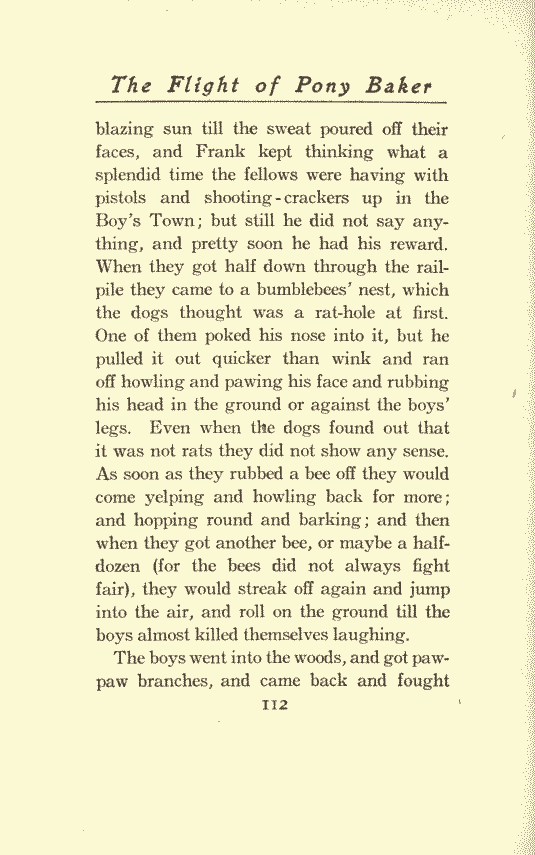 The Flight of Pony Baker
blazing sun till the sweat poured off their
faces, and Frank kept thinking what a
splendid time the fellows were having with
pistols and shooting-crackers up in the
Boy's Town; but still he did not say any-
thing, and pretty soon he had his reward.
When they got half down through the rail-
pile they came to a bumblebees' nest, which
the dogs thought was a rat-hole at first.
One of them poked his nose into it, but he
pulled it out quicker than wink and ran
off howling and pawing his face and rubbing
his head in the ground or against the boys'
legs. Even when the dogs found out that
it was not rats they did not show any sense.
As soon as they rubbed a bee off they would
come yelping and howling back for more;
and hopping round and barking; and then
when they got another bee, or maybe a half-
dozen (for the bees did not always fight
fair), they would streak off again and jump
into the air, and roll on the ground till the
boys almost killed themselves laughing.
The boys went into the woods, and got paw-
paw branches, and came back and fought
112